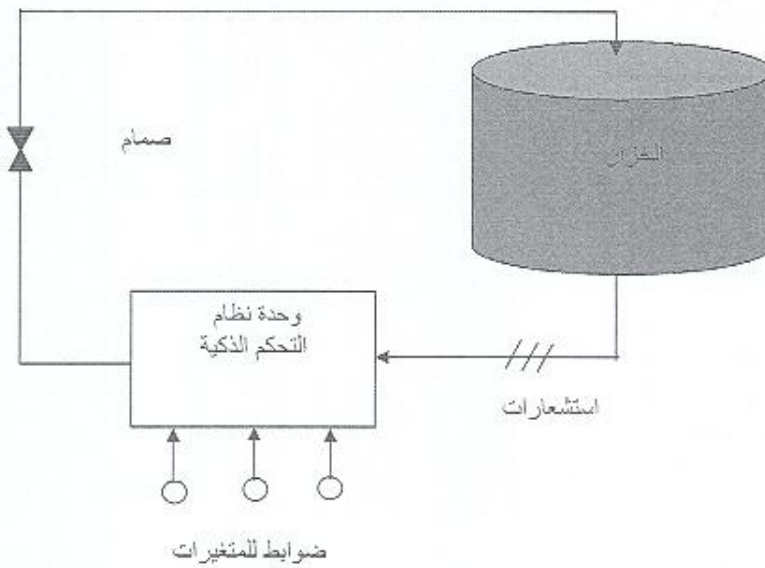 صمام
الخزان
وحدة نظام
التحكم الذكية
استشعارات
ضوابط للمتغيرات